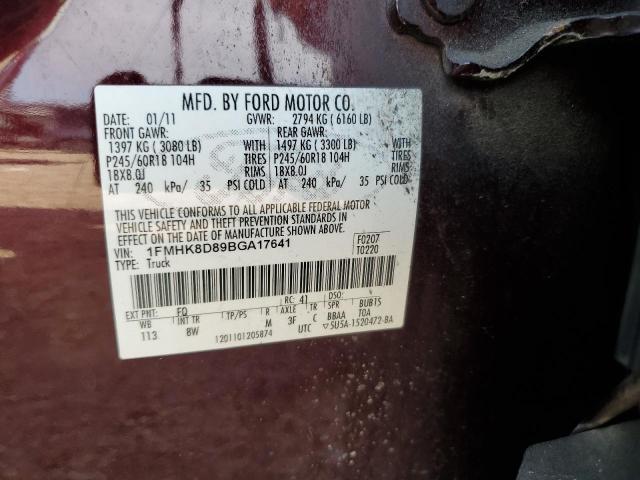 MFD. BY FORD MOTOR CO.
DATE: 01/11 GVWR: 2794 KG ( 6160 LB)
FRONT GAWR: REAR GAWR:
1397 KG ( 3080 LB) WITH 1497 KG ( 3300 LB) WITH
P245/60R18 104H TIRES P245/60R18 104H TIRES
18X8.0J RIMS 18X8.0J RIMS
AT 240 kPa/ 35 PSI COLD AT 240 kPa/ 35 PSI COLD
THIS VEHICLE CONFORMS TO ALL APPLICABLE FEDERAL MOTOR
VEHICLE SAFETY AND THEFT PREVENTION STANDARDS IN
EFFECT ON THE DATE OF MANUFACTURE SHOWN ABOVE.
VIN: 1FMHK8D89BGA17641 F0207
TYPE: Truck T0220
EXT PNT: FQ RC: 41 DSO:
WB INT TR TP/PS R AXLE TR SPR BUB15
113 8W M 3F C BBAA TOA
1201101205874 UTC ▽5U5A-1520472-BA